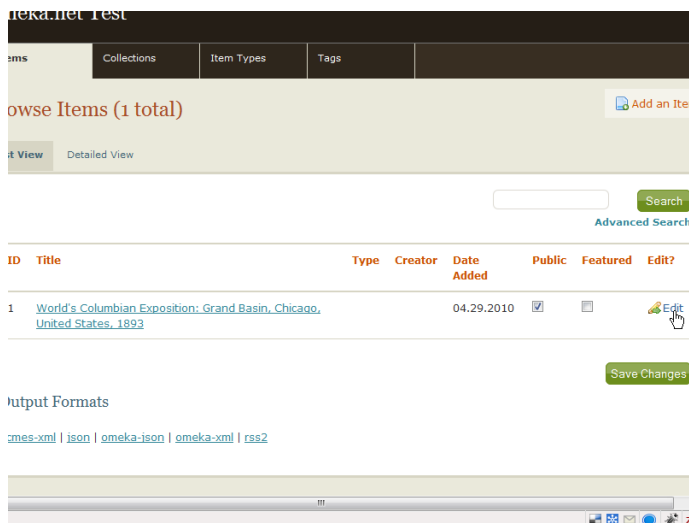 meka.net Test
ems Collections Item Types Tags
owse Items (1 total)
Add an Ite
st View Detailed View
Search
Advanced Search
ID Title Type Creator Date Added Public Featured Edit?
1 World's Columbian Exposition: Grand Basin, Chicago, United States, 1893 04.29.2010 Edit
Save Changes
utput Formats
cmes-xml | json | omeka-json | omeka-xml | rss2